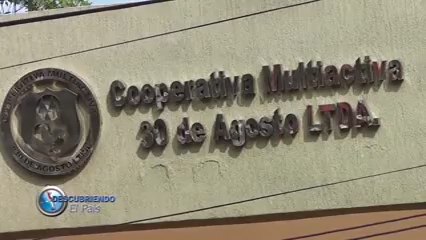 Cooperativa Multiactiva
30 de Agosto LTDA.
DESCUBRIENDO
El País